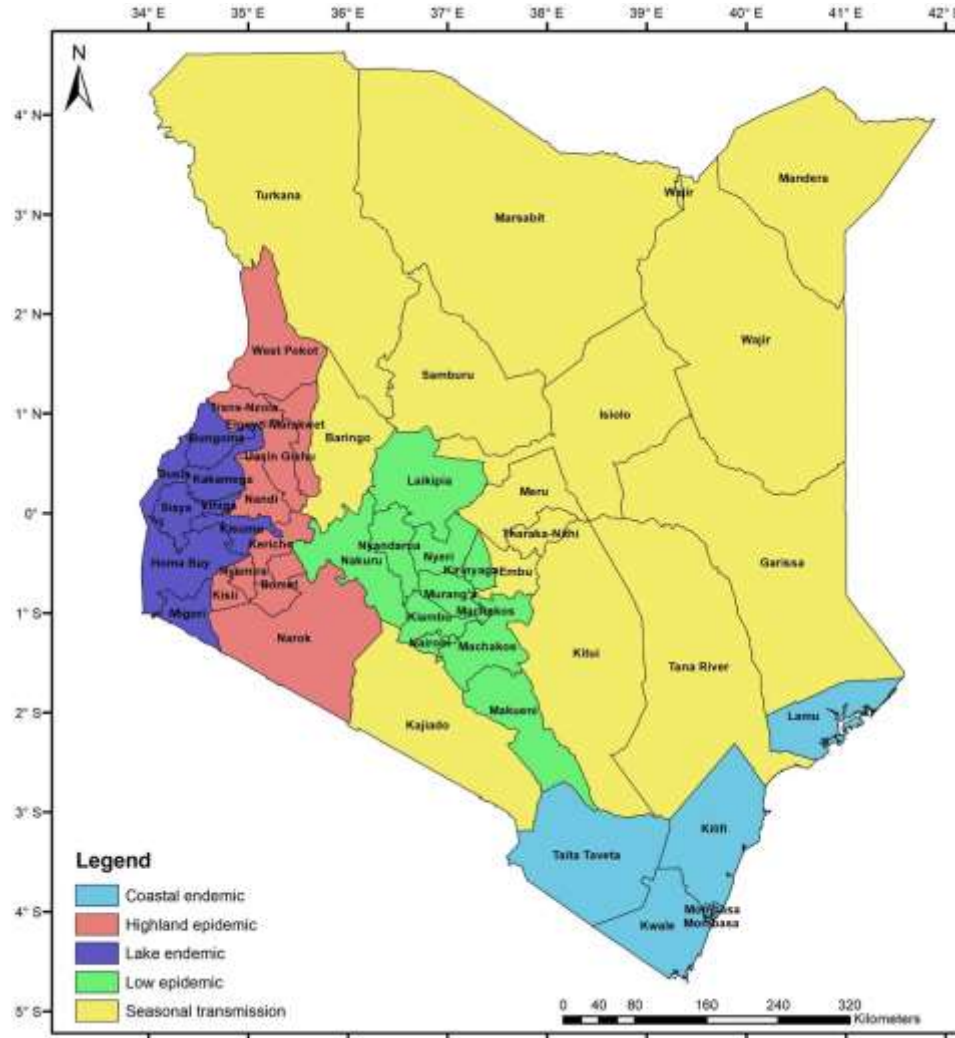 34° E 35° E 36° E 37° E 38° E 39° E 40° E 41° E 42° E
N
4° N
3° N
2° N
1° N
0°
1° S
2° S
3° S
4° S
5° S
Turkana
Marsabit
Wajir
Mandera
West Pokot
Samburu
Wajir
Isiolo
Trans-Nzoia
Elgeyo-Marakwet
Bungoma
Baringo
Uasin Gishu
Busia
Kakamega
Laikipia
Meru
Nandi
Siaya
Vihiga
Kisumu
Tharaka-Nithi
Kericho
Nyandarua
Nyeri
Nakuru
Kirinyaga
Embu
Garissa
Homa Bay
Nyamira
Bomet
Kisii
Murang'a
Machakos
Migori
Kiambu
Narok
Nairobi
Machakos
Kitui
Tana River
Makueni
Kajiado
Lamu
Kilifi
Taita Taveta
Mombasa
Kwale
Mombasa
Legend
Coastal endemic
Highland epidemic
Lake endemic
Low epidemic
Seasonal transmission
0 40 80 160 240 320
Kilometers